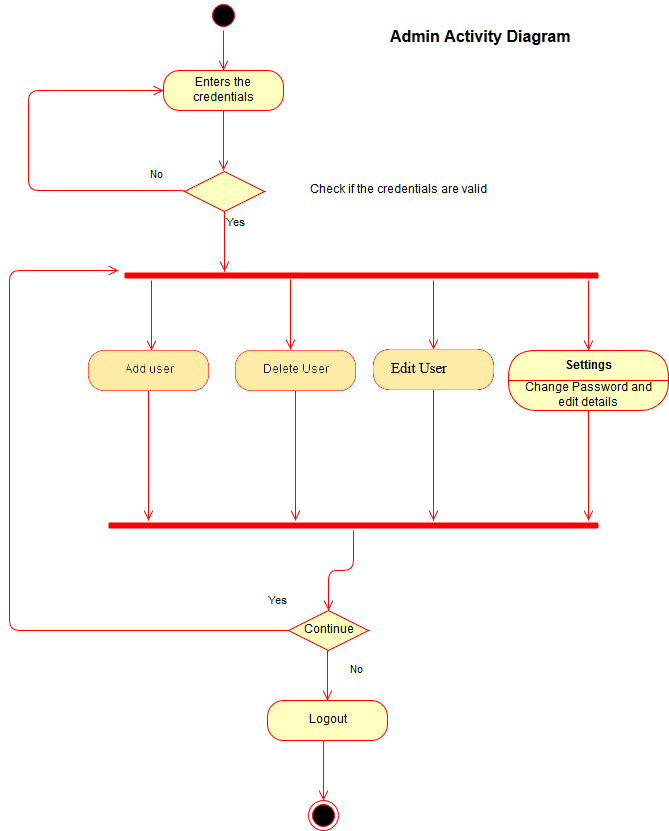 Admin Activity Diagram
Enters the
credentials
No
Check if the credentials are valid
Yes
Add user
Delete User
Edit User
Settings
Change Password and
edit details
Yes
Continue
No
Logout